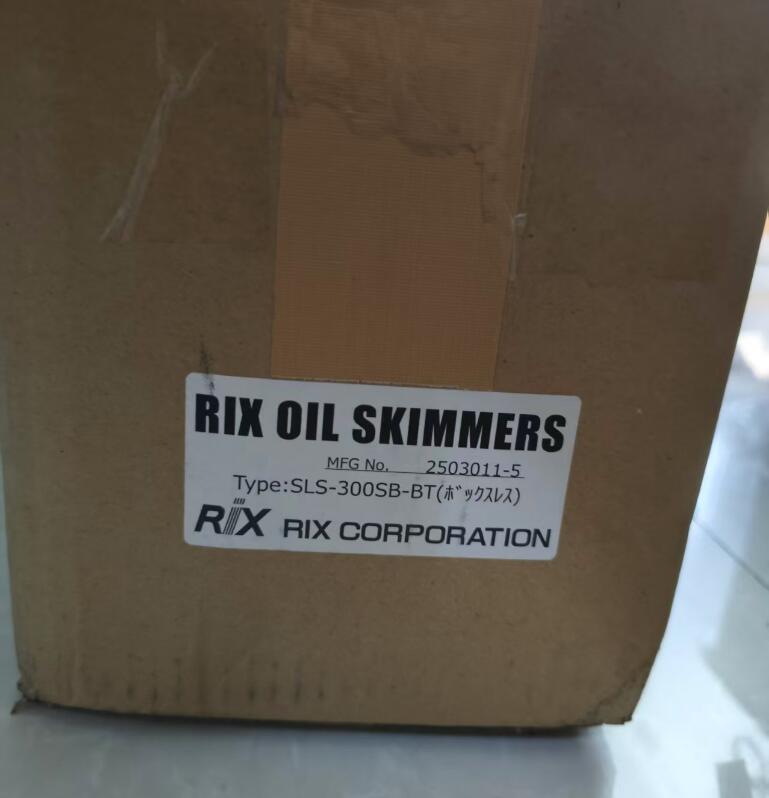 RIX OIL SKIMMERS
MFG No. 2503011-5
Type:SLS-300SB-BT(ﾎﾞｯｸｽﾚｽ)
RIX RIX CORPORATION